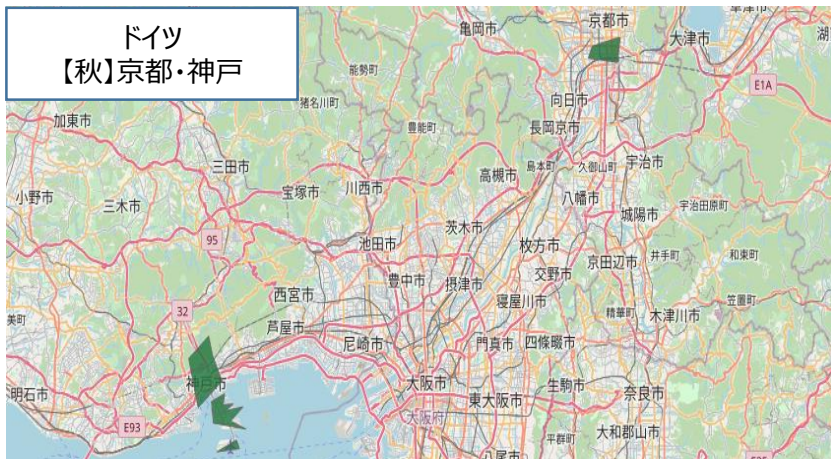 ドイツ
【秋】京都・神戸
京都市
亀岡市
大津市
能勢町
向日市
E1A
猪名川町
加東市
豊能町
長岡京市
三田市
島本町
久御山町
宇治市
高槻市
川西市
宝塚市
小野市
三木市
八幡市
城陽市
宇治田原町
茨木市
95
池田市
枚方市
京田辺市
井手町
和束町
豊中市
摂津市
交野市
西宮市
寝屋川市
笠置町
32
精華町
木津川市
芦屋市
尼崎市
門真市
四條畷市
神戸市
大阪市
生駒市
奈良市
明石市
東大阪市
大阪府
E93
大和郡山市
平群町
八尾市